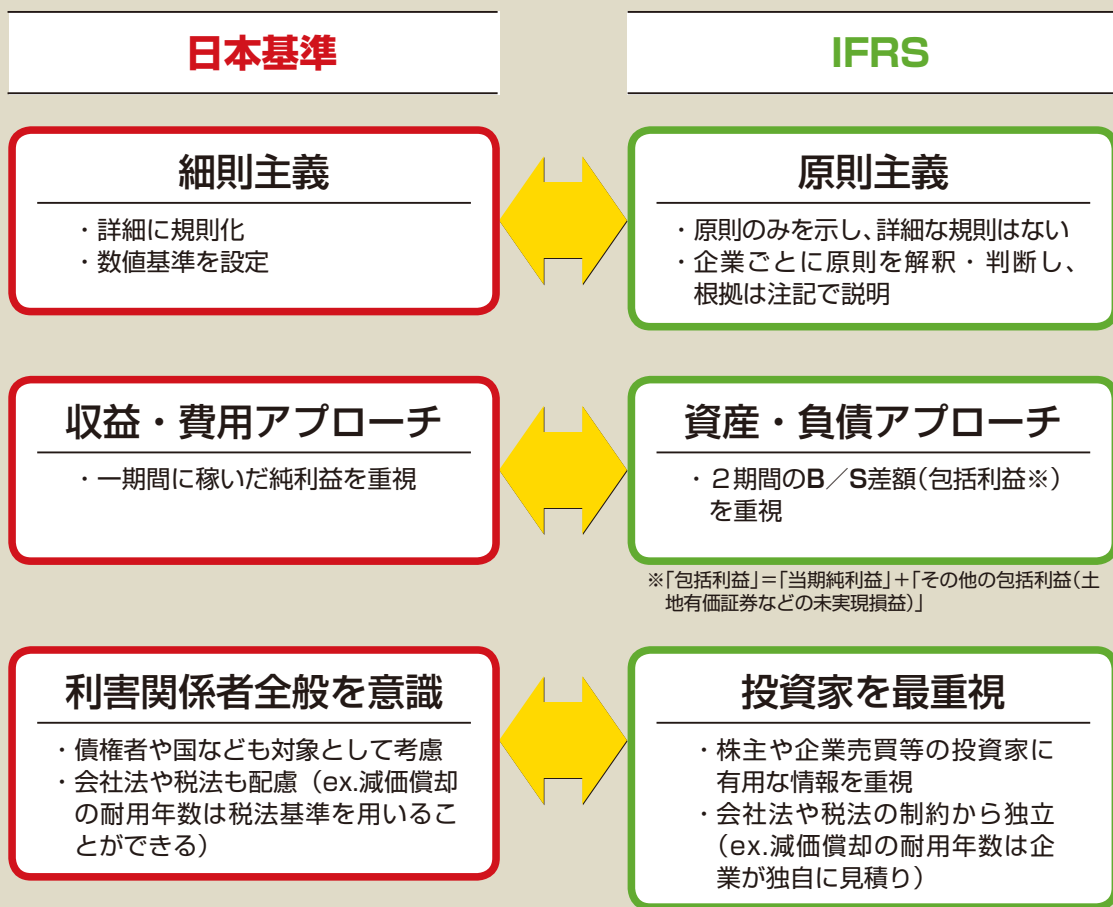 日本基準
IFRS
細則主義
・詳細に規則化
・数値基準を設定
原則主義
・原則のみを示し、詳細な規則はない
・企業ごとに原則を解釈・判断し、
根拠は注記で説明
収益・費用アプローチ
・一期間に稼いだ純利益を重視
資産・負債アプローチ
・２期間のB／S差額（包括利益※）
を重視
※「包括利益」＝「当期純利益」＋「その他の包括利益（土
地有価証券などの未実現損益）」
利害関係者全般を意識
・債権者や国なども対象として考慮
・会社法や税法も配慮（ex.減価償却
の耐用年数は税法基準を用いるこ
とができる）
投資家を最重視
・株主や企業売買等の投資家に
有用な情報を重視
・会社法や税法の制約から独立
（ex.減価償却の耐用年数は企
業が独自に見積り）